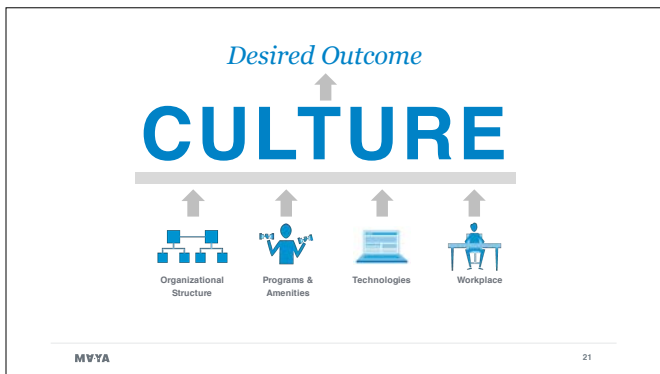 Desired Outcome
CULTURE
Organizational
Structure
Programs &
Amenities
Technologies
Workplace
MAYA
21